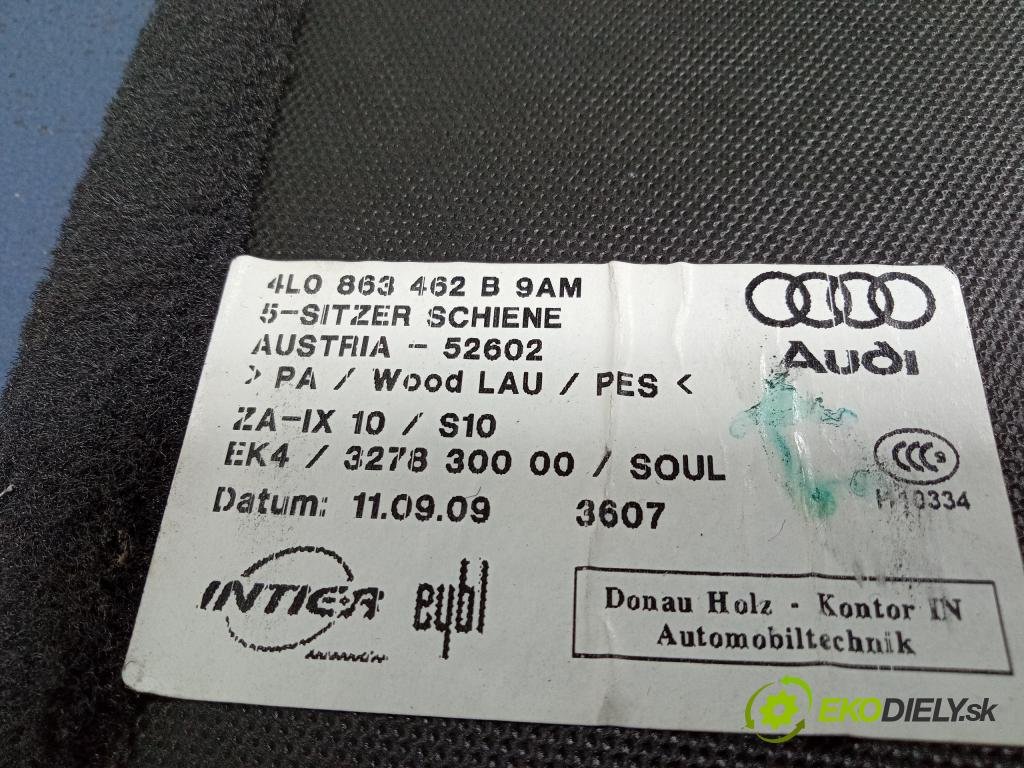 4L0 863 462 B 9AM
5-SITZER SCHIENE
AUSTRIA - 52602
> PA / Wood LAU / PES <
ZA-IX 10 / S10
EK4 / 3278 300 00 / SOUL
Datum: 11.09.09 3607
Audi
CCC S
INTIER
eybl
Donau Holz - Kontor IN
Automobiltechnik
EKODIELY.sk